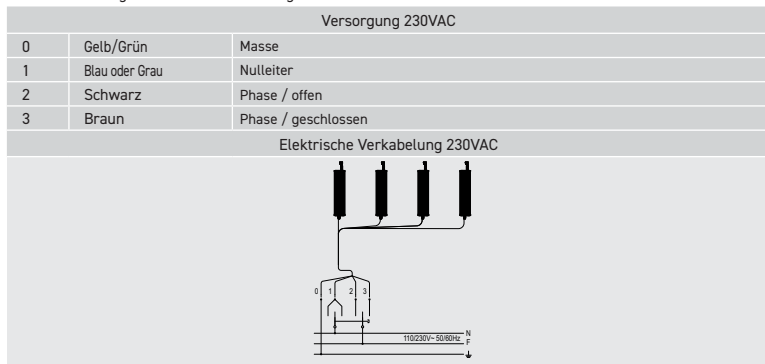 Versorgung 230VAC
0 Gelb/Grün Masse
1 Blau oder Grau Nulleiter
2 Schwarz Phase / offen
3 Braun Phase / geschlossen
Elektrische Verkabelung 230VAC
0 1 2 3
N
110/230V~ 50/60Hz F